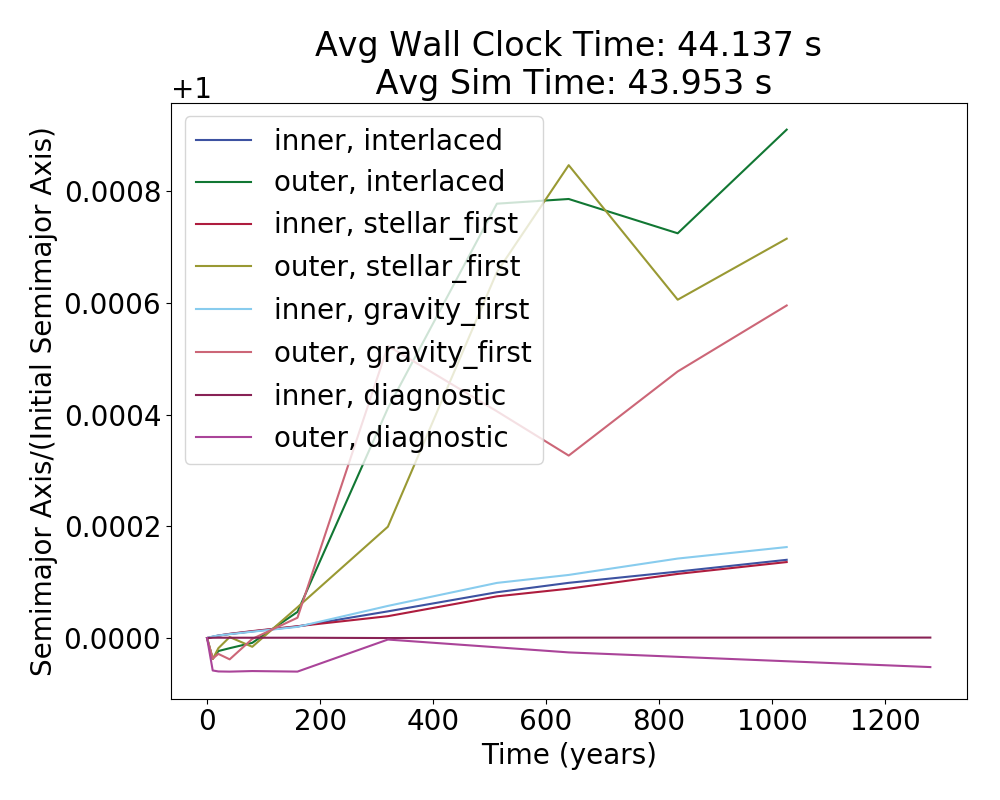 Avg Wall Clock Time: 44.137 s
Avg Sim Time: 43.953 s
+1
inner, interlaced
outer, interlaced
inner, stellar_first
outer, stellar_first
inner, gravity_first
outer, gravity_first
inner, diagnostic
outer, diagnostic
0.0008
0.0006
0.0004
0.0002
0.0000
Semimajor Axis/(Initial Semimajor Axis)
0 200 400 600 800 1000 1200
Time (years)